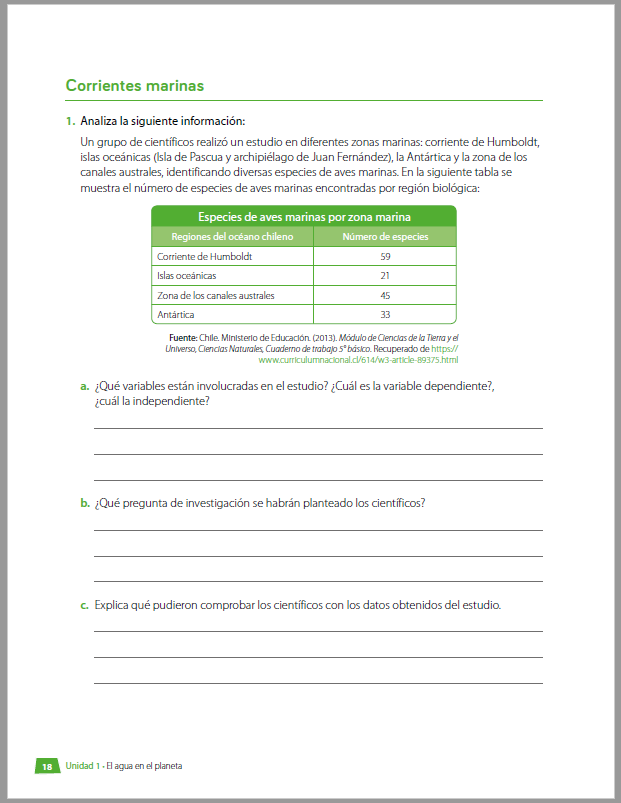 Corrientes marinas
1. Analiza la siguiente información:
Un grupo de científicos realizó un estudio en diferentes zonas marinas: corriente de Humboldt,
islas oceánicas (Isla de Pascua y archipiélago de Juan Fernández), la Antártica y la zona de los
canales australes, identificando diversas especies de aves marinas. En la siguiente tabla se
muestra el número de especies de aves marinas encontradas por región biológica:
Especies de aves marinas por zona marina
Regiones del océano chileno Número de especies
Corriente de Humboldt 59
Islas oceánicas 21
Zona de los canales australes 45
Antártica 33
Fuente: Chile. Ministerio de Educación. (2013). Módulo de Ciencias de la Tierra y el
Universo, Ciencias Naturales, Cuaderno de trabajo 5° básico. Recuperado de https://
www.curriculumnacional.cl/614/w3-article-89375.html
a. ¿Qué variables están involucradas en el estudio? ¿Cuál es la variable dependiente?,
¿cuál la independiente?
b. ¿Qué pregunta de investigación se habrán planteado los científicos?
c. Explica qué pudieron comprobar los científicos con los datos obtenidos del estudio.
18 Unidad 1 • El agua en el planeta